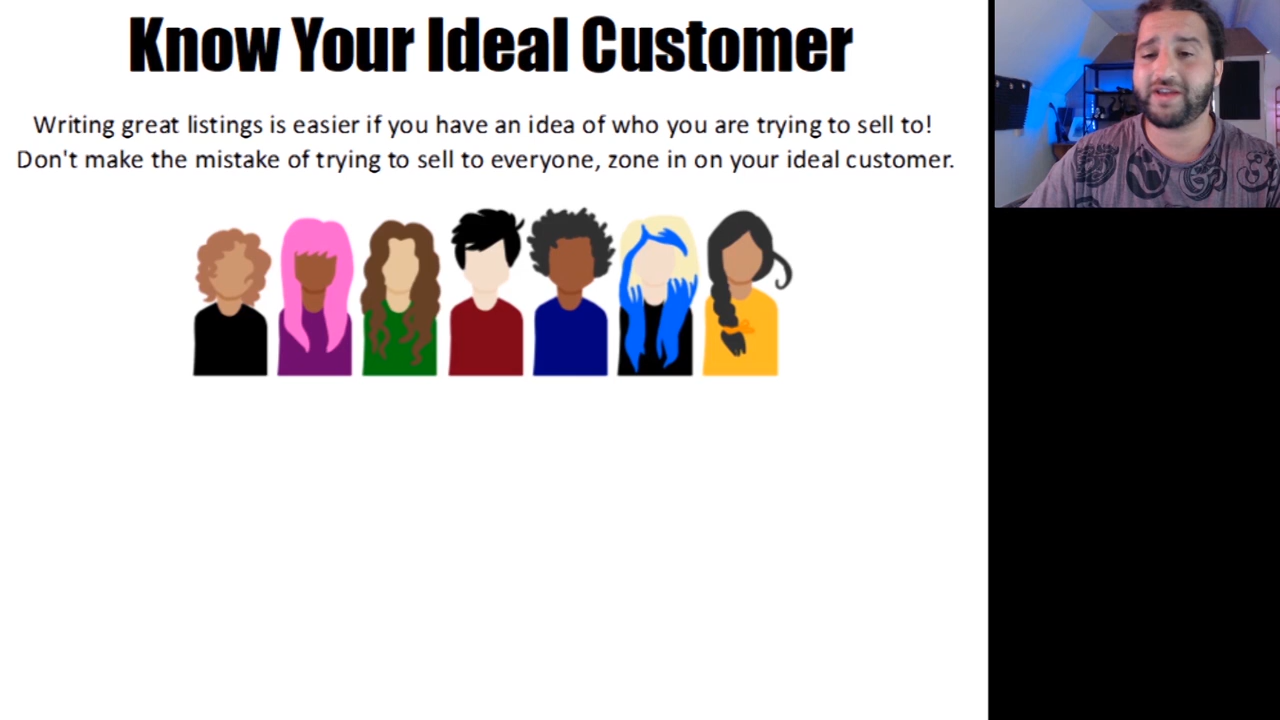 Know Your Ideal Customer
Writing great listings is easier if you have an idea of who you are trying to sell to!
Don't make the mistake of trying to sell to everyone, zone in on your ideal customer.